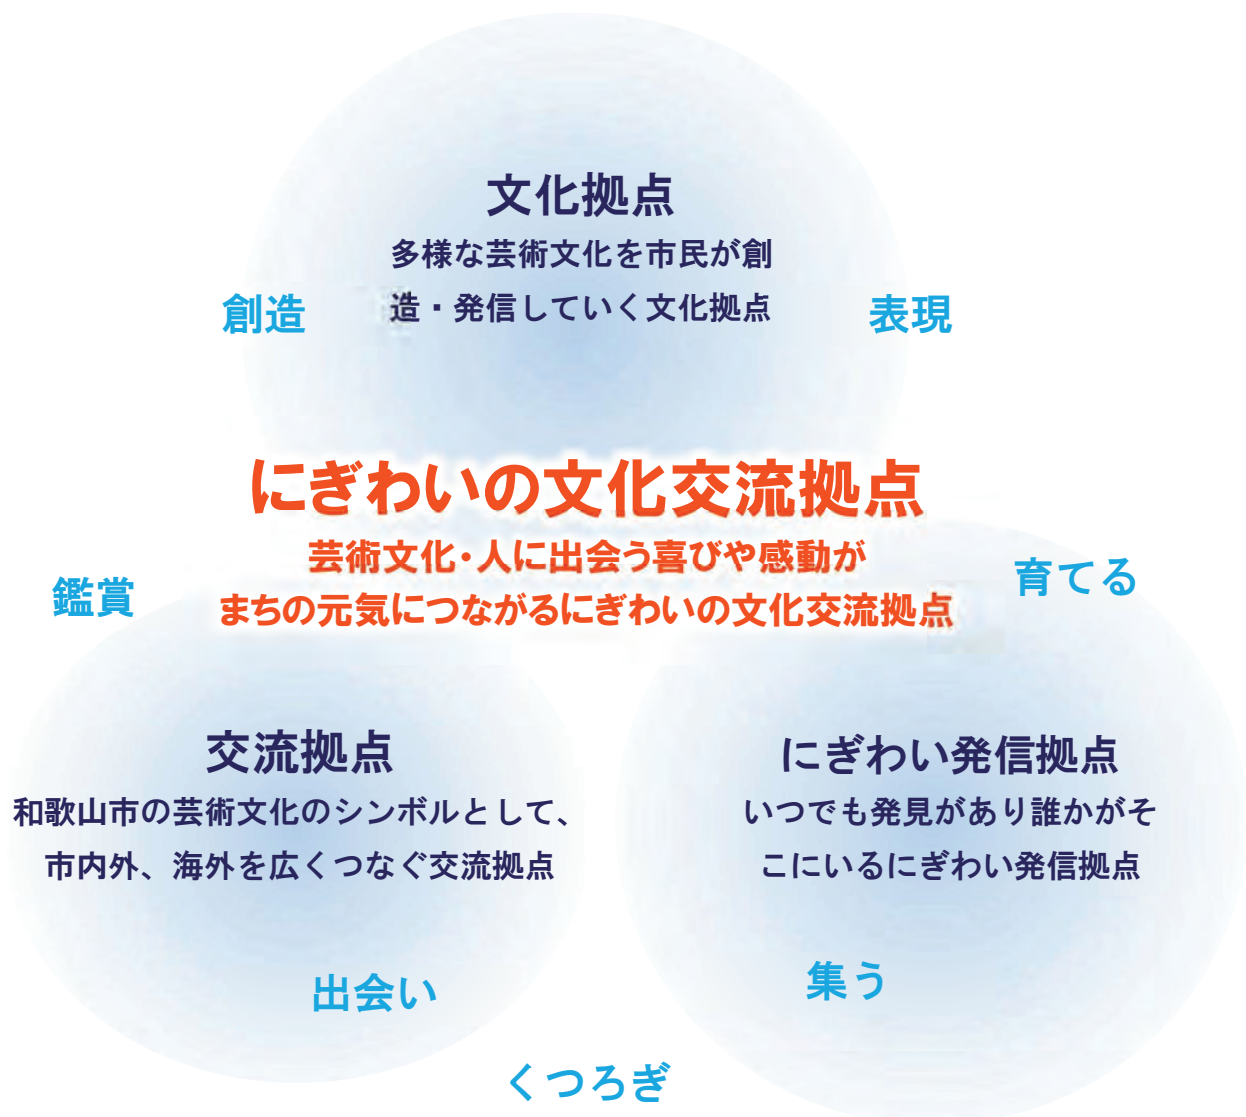 文化拠点
多様な芸術文化を市民が創
造・発信していく文化拠点
創造
表現
にぎわいの文化交流拠点
芸術文化・人に出会う喜びや感動が
まちの元気につながるにぎわいの文化交流拠点
鑑賞
育てる
交流拠点
和歌山市の芸術文化のシンボルとして、
市内外、海外を広くつなぐ交流拠点
にぎわい発信拠点
いつでも発見があり誰かがそ
こにいるにぎわい発信拠点
出会い
集う
くつろぎ